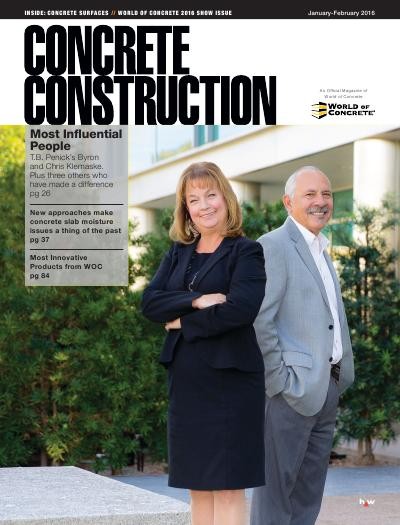 INSIDE: CONCRETE SURFACES // WORLD OF CONCRETE 2016 SHOW ISSUE
January-February 2016
CONCRETE
CONSTRUCTION
An Official Magazine of
World of Concrete
WORLD OF
CONCRETE
Most Influential
People
T.B. Penick's Byron
and Chris Klemaske.
Plus three others who
have made a difference
pg 26
New approaches make
concrete slab moisture
issues a thing of the past
pg 37
Most Innovative
Products from WOC
pg 84
h w